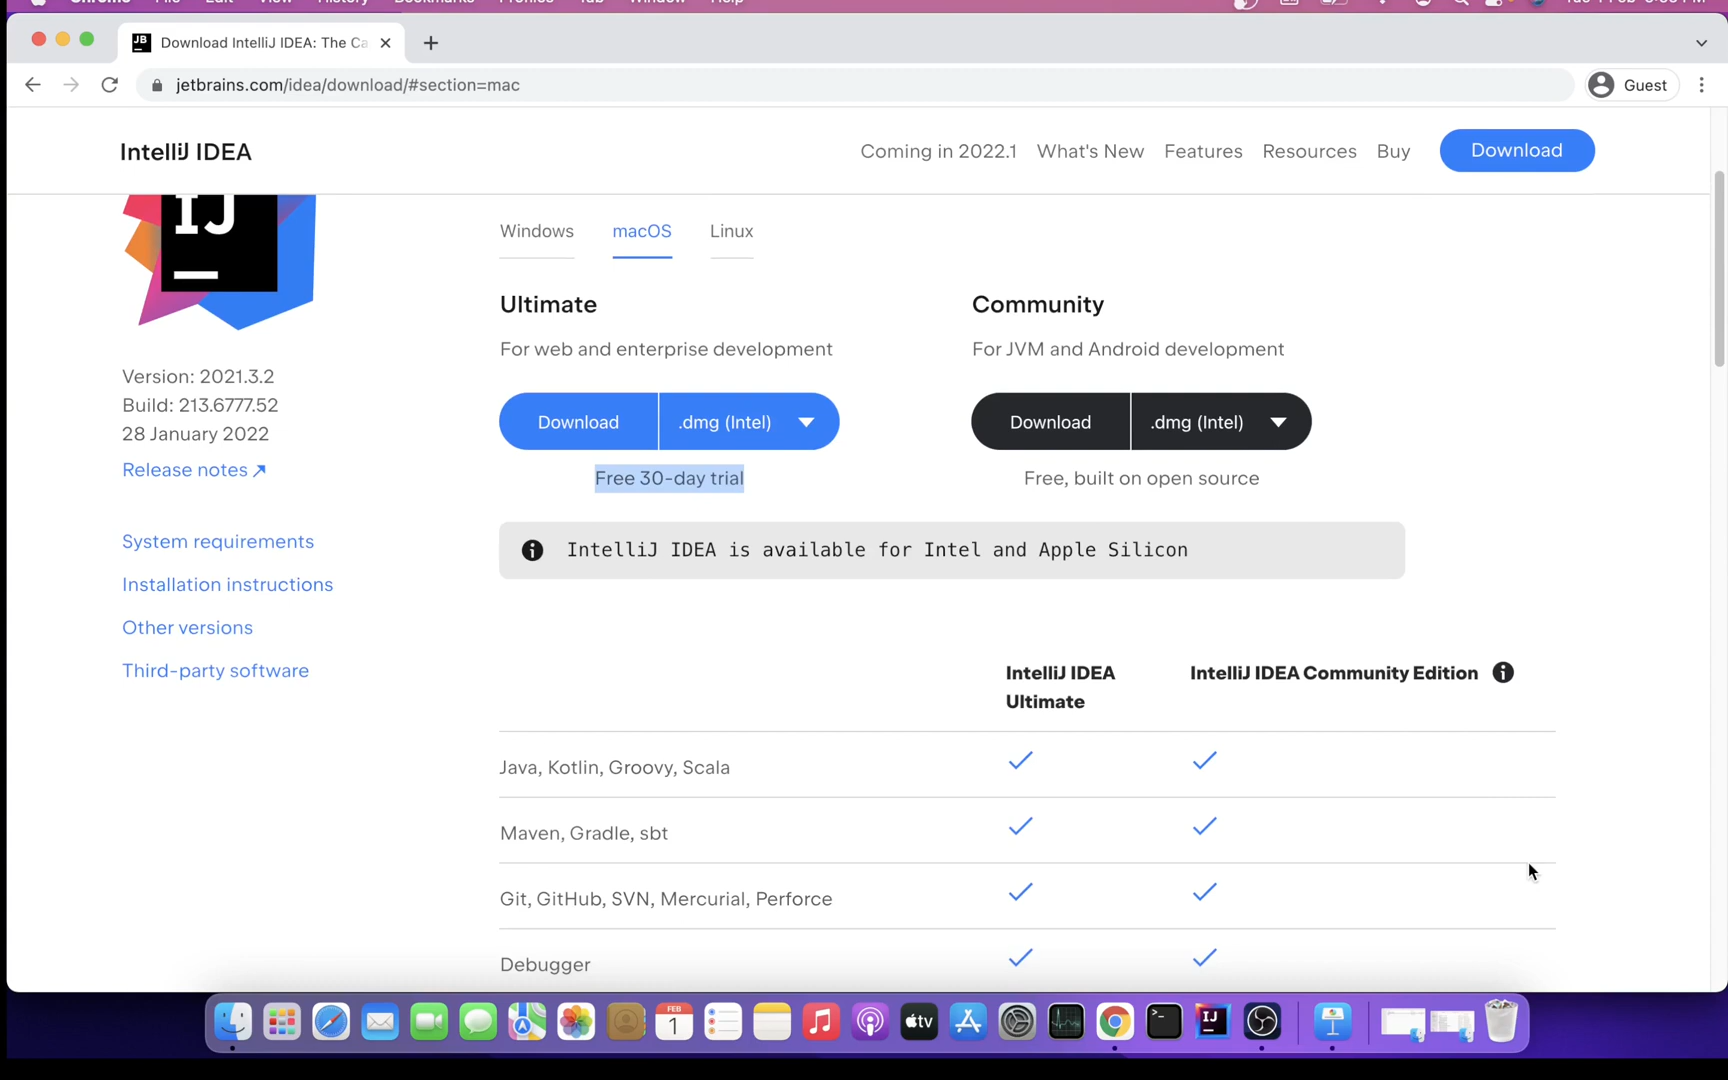 Download IntelliJ IDEA: The Ca
jetbrains.com/idea/download/#section=mac
Guest
IntelliJ IDEA
Coming in 2022.1 What's New Features Resources Buy Download
IJ
Windows macOS Linux
Ultimate
Community
For web and enterprise development
For JVM and Android development
Version: 2021.3.2
Build: 213.6777.52
28 January 2022
Release notes ↗
Download .dmg (Intel)
Download .dmg (Intel)
Free 30-day trial
Free, built on open source
IntelliJ IDEA is available for Intel and Apple Silicon
System requirements
Installation instructions
Other versions
Third-party software
IntelliJ IDEA
Ultimate
IntelliJ IDEA Community Edition
Java, Kotlin, Groovy, Scala
Maven, Gradle, sbt
Git, GitHub, SVN, Mercurial, Perforce
Debugger
FEB
1
tv
IJ